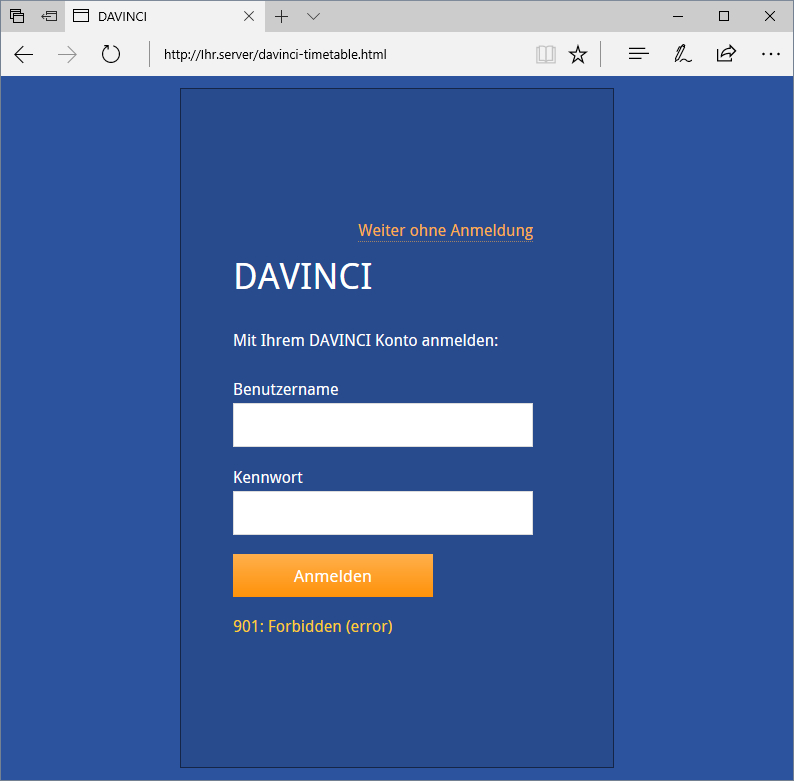 DAVINCI
http://Ihr.server/davinci-timetable.html
Weiter ohne Anmeldung
DAVINCI
Mit Ihrem DAVINCI Konto anmelden:
Benutzername
Kennwort
Anmelden
901: Forbidden (error)